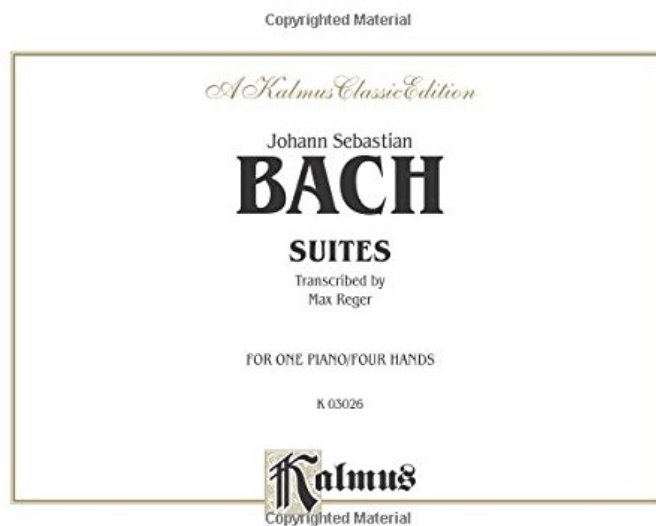 Copyrighted Material
A Kalmus Classic Edition
Johann Sebastian
BACH
SUITES
Transcribed by
Max Reger
FOR ONE PIANO/FOUR HANDS
K 03026
Kalmus
Copyrighted Material